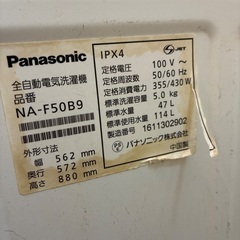 Panasonic
全自動電気洗濯機
品番
NA-F50B9
外形寸法
幅 562 mm
奥行 572 mm
高さ 880 mm
IPX4
JET
定格電圧 100 V~
定格周波数 50/60 Hz
定格消費電力 355/430 W
標準洗濯容量 5.0 kg
標準水量 47 L
標準使用水量 114 L
製造番号 1611302902
パナソニック株式会社
中国製